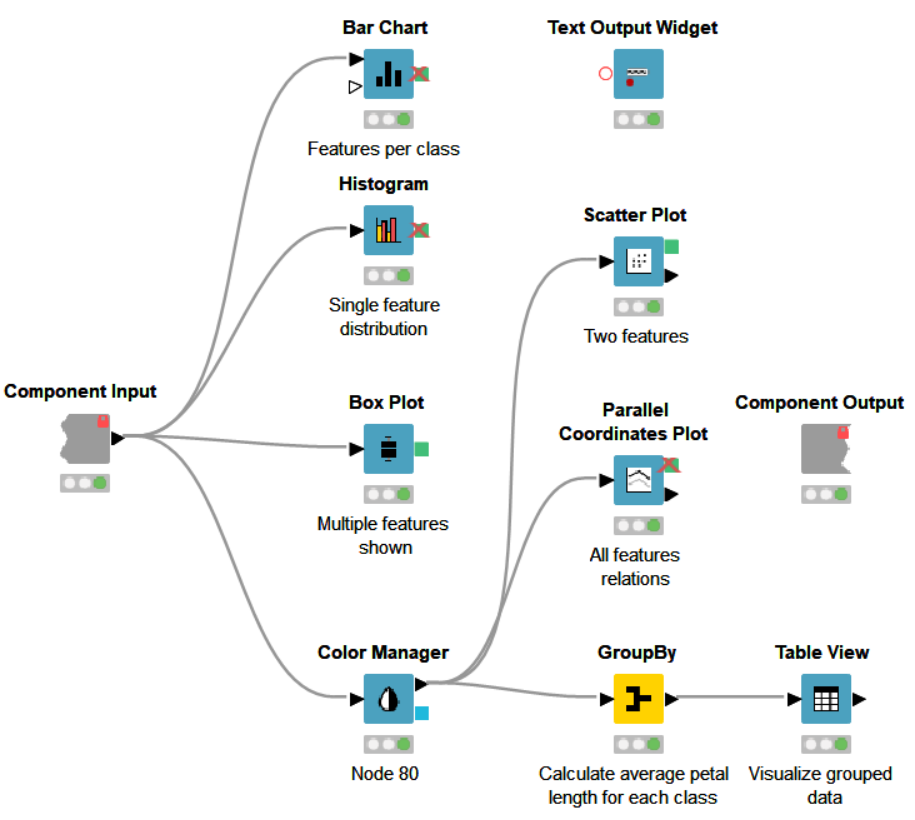 Bar Chart
Features per class
Text Output Widget
Histogram
Single feature
distribution
Scatter Plot
Two features
Component Input
Box Plot
Multiple features
shown
Parallel
Coordinates Plot
All features
relations
Component Output
Color Manager
Node 80
GroupBy
Calculate average petal
length for each class
Table View
Visualize grouped
data